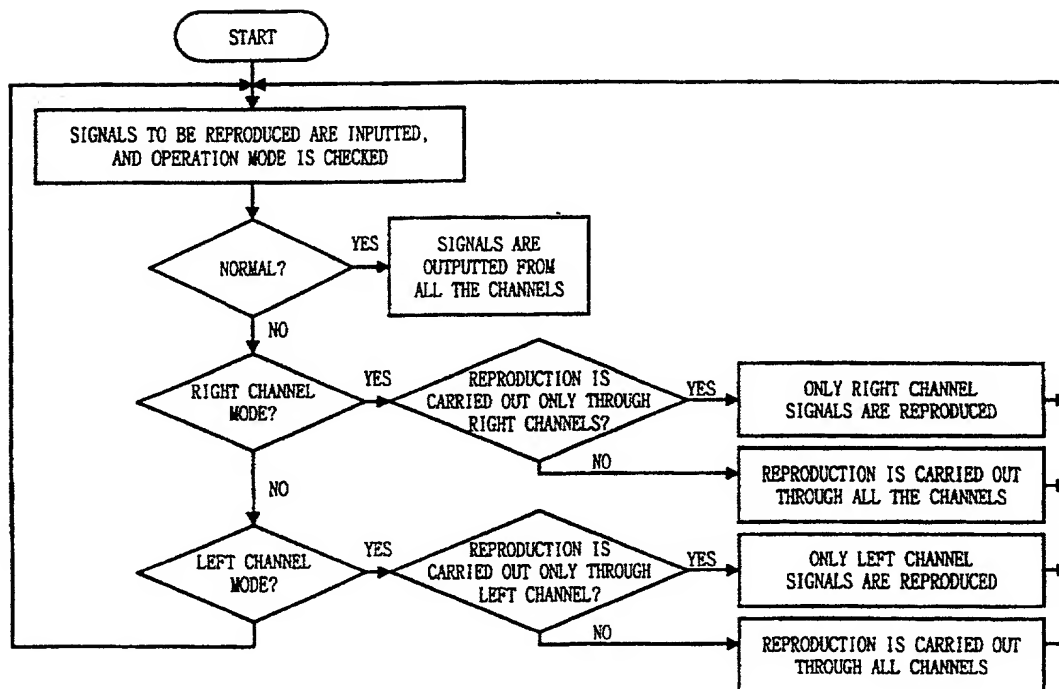 START
SIGNALS TO BE REPRODUCED ARE INPUTTED,
AND OPERATION MODE IS CHECKED
NORMAL?
YES
SIGNALS ARE
OUTPUTTED FROM
ALL THE CHANNELS
NO
RIGHT CHANNEL
MODE?
YES
REPRODUCTION IS
CARRIED OUT ONLY THROUGH
RIGHT CHANNELS?
YES
ONLY RIGHT CHANNEL
SIGNALS ARE REPRODUCED
NO
REPRODUCTION IS CARRIED OUT
THROUGH ALL THE CHANNELS
NO
LEFT CHANNEL
MODE?
YES
REPRODUCTION IS
CARRIED OUT ONLY THROUGH
LEFT CHANNEL?
YES
ONLY LEFT CHANNEL
SIGNALS ARE REPRODUCED
NO
REPRODUCTION IS CARRIED OUT
THROUGH ALL CHANNELS